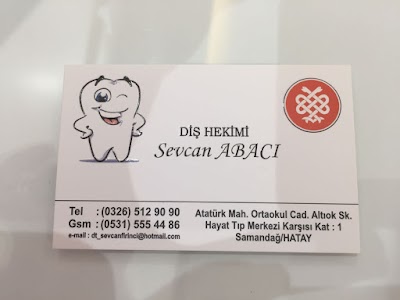 DİŞ HEKİMİ
Sevcan ABACI
Tel : (0326) 512 90 90
Gsm : (0531) 555 44 86
e-mail : dt_sevcanfirinci@hotmail.com
Atatürk Mah. Ortaokul Cad. Altıok Sk.
Hayat Tıp Merkezi Karşısı Kat : 1
Samandağ/HATAY